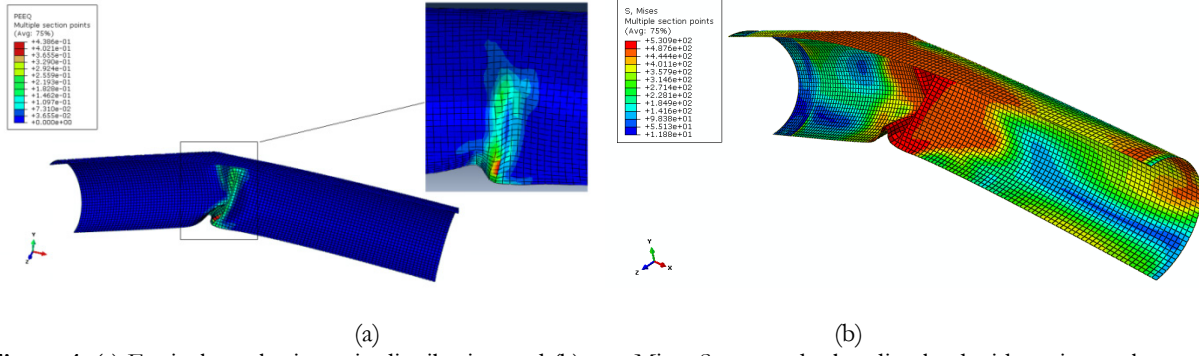 PEEQ
Multiple section points
(Avg: 75%)
+4.386e-01
+4.021e-01
+3.655e-01
+3.290e-01
+2.924e-01
+2.559e-01
+2.193e-01
+1.828e-01
+1.462e-01
+1.097e-01
+7.310e-02
+3.655e-02
+0.000e+00
Y
Z
S, Mises
Multiple section points
(Avg: 75%)
+5.309e+02
+4.876e+02
+4.444e+02
+4.011e+02
+3.579e+02
+3.146e+02
+2.714e+02
+2.281e+02
+1.849e+02
+1.416e+02
+9.838e+01
+5.513e+01
+1.188e+01
Y
Z
X
(a)
(b)